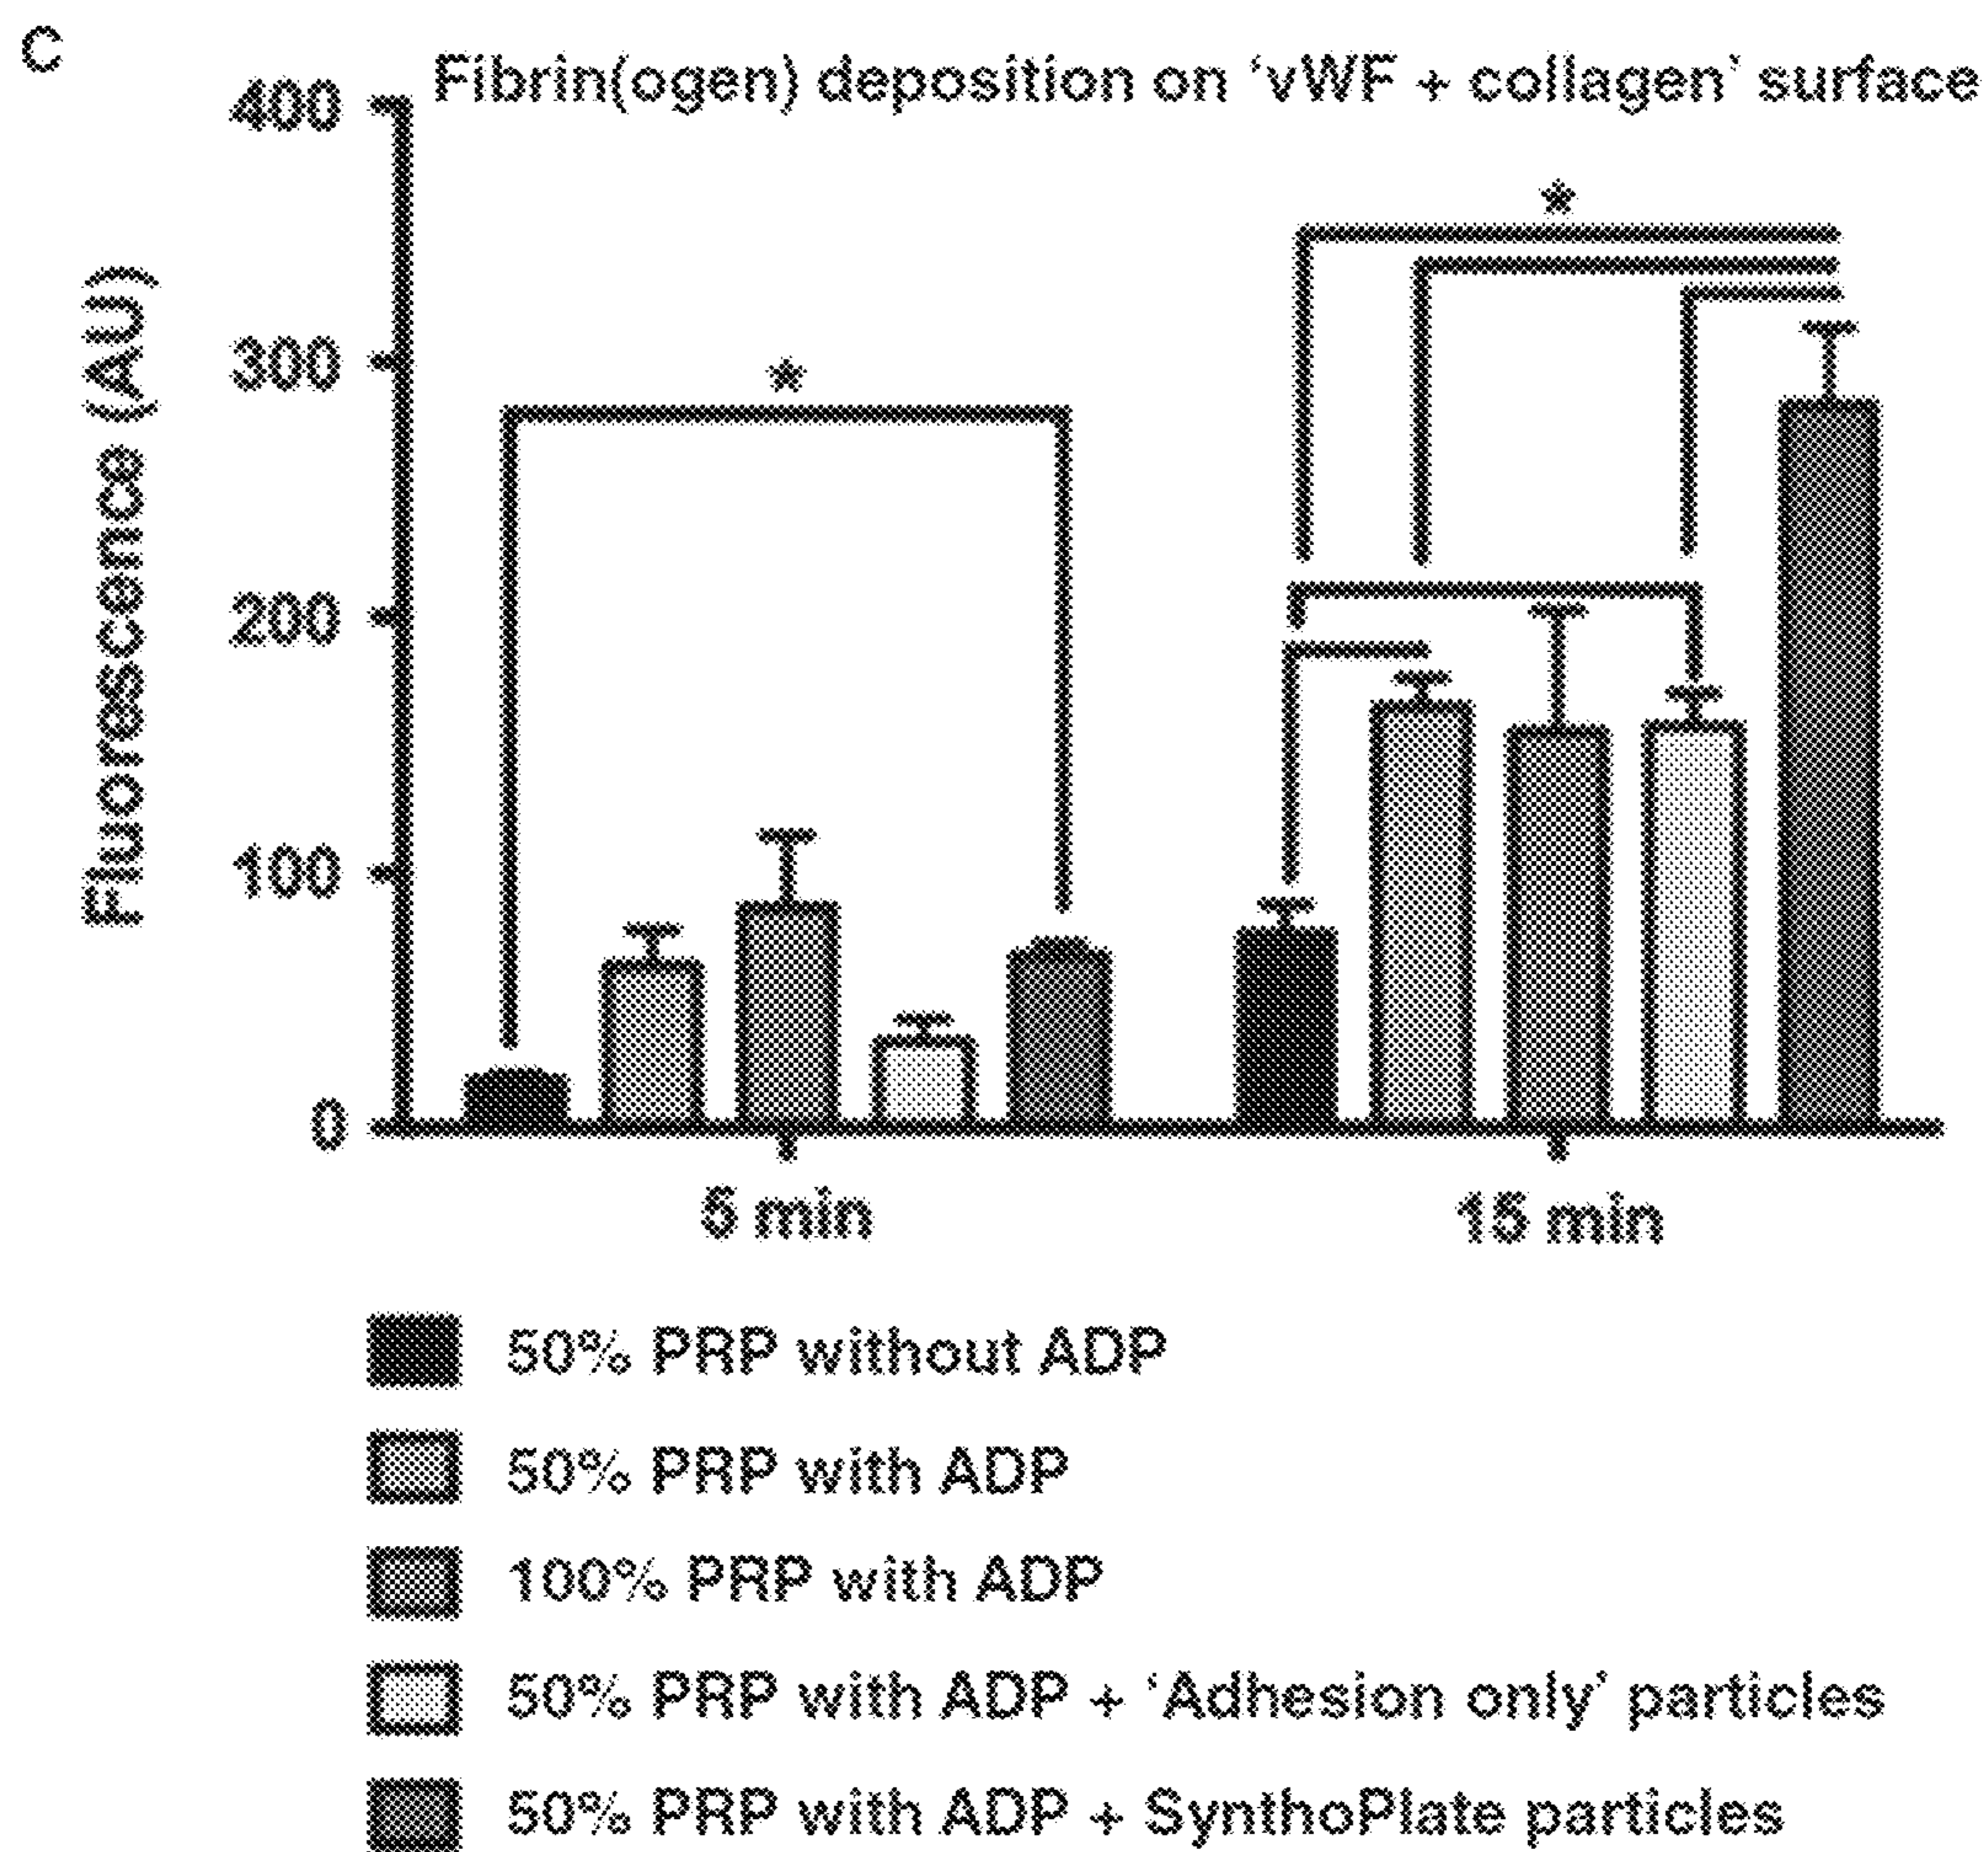 C
Fibrin(ogen) deposition on ‘vWF + collagen’ surface
400
300
200
100
0
Fluorescence (AU)
*
*
5 min
15 min
50% PRP without ADP
50% PRP with ADP
100% PRP with ADP
50% PRP with ADP + ‘Adhesion only’ particles
50% PRP with ADP + SynthoPlate particles